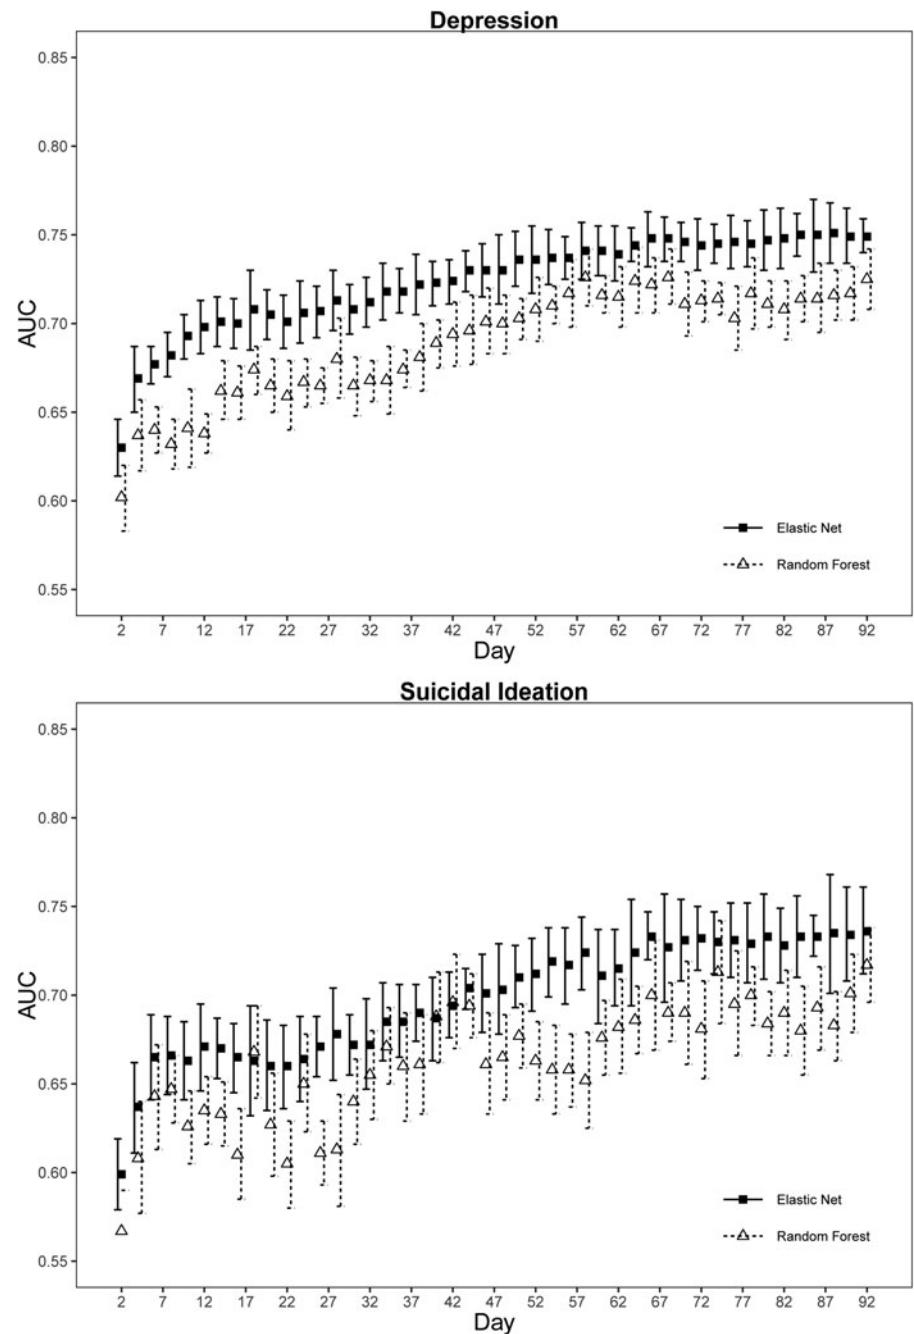 Depression
0.85
0.80
0.75
0.70
0.65
0.60
0.55
AUC
Elastic Net
Random Forest
2 7 12 17 22 27 32 37 42 47 52 57 62 67 72 77 82 87 92
Day
Suicidal Ideation
0.85
0.80
0.75
0.70
0.65
0.60
0.55
AUC
Elastic Net
Random Forest
2 7 12 17 22 27 32 37 42 47 52 57 62 67 72 77 82 87 92
Day